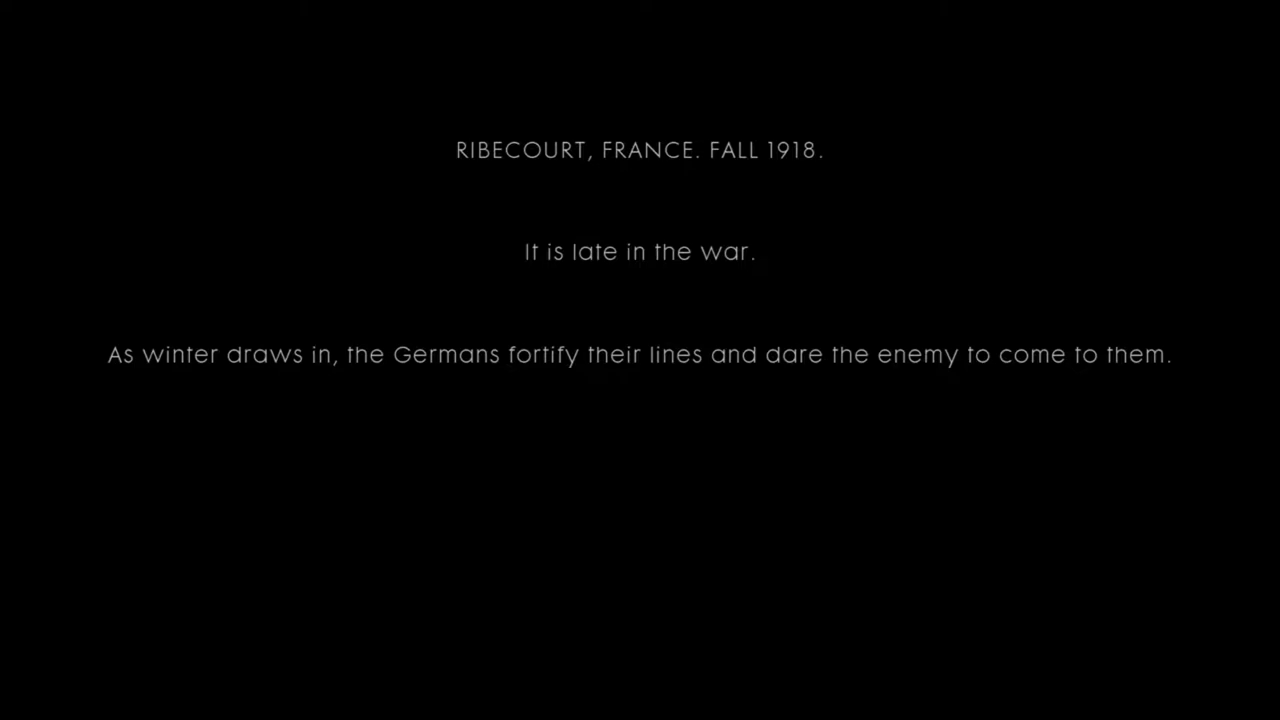 RIBECOURT, FRANCE. FALL 1918.
It is late in the war.
As winter draws in, the Germans fortify their lines and dare the enemy to come to them.